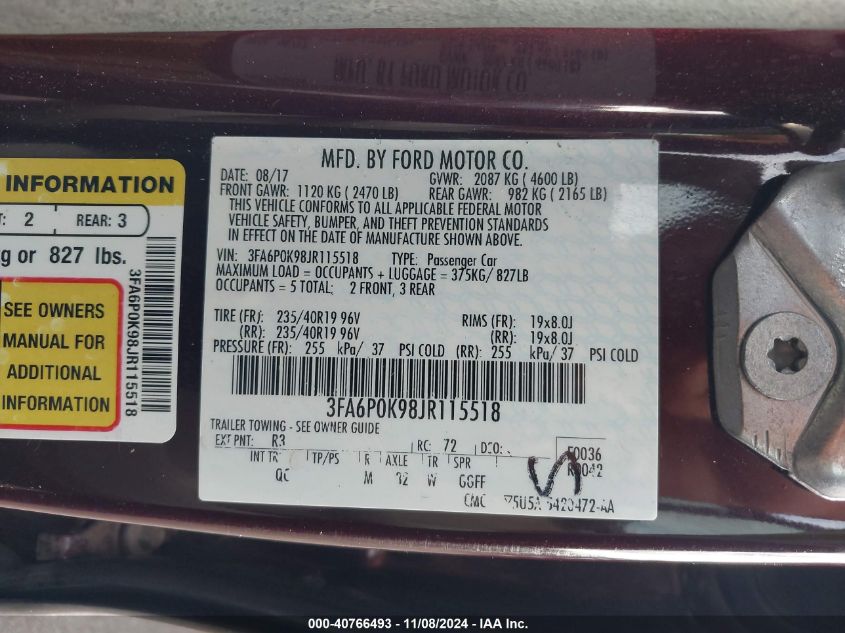 MFD. BY FORD MOTOR CO.
DATE: 08/17 GVWR: 2087 KG ( 4600 LB)
FRONT GAWR: 1120 KG ( 2470 LB) REAR GAWR: 982 KG ( 2165 LB)
THIS VEHICLE CONFORMS TO ALL APPLICABLE FEDERAL MOTOR
VEHICLE SAFETY, BUMPER, AND THEFT PREVENTION STANDARDS
IN EFFECT ON THE DATE OF MANUFACTURE SHOWN ABOVE.
VIN: 3FA6P0K98JR115518 TYPE: Passenger Car
MAXIMUM LOAD = OCCUPANTS + LUGGAGE = 375KG/ 827LB
OCCUPANTS = 5 TOTAL: 2 FRONT, 3 REAR
TIRE (FR): 235/40R19 96V RIMS (FR): 19x8.0J
(RR): 235/40R19 96V (RR): 19x8.0J
PRESSURE (FR): 255 kPa/ 37 PSI COLD (RR): 255 kPa/ 37 PSI COLD
3FA6P0K98JR115518
TRAILER TOWING - SEE OWNER GUIDE
EXT PNT: R3 RC: 72 DSO:
INT TR TP/PS R AXLE TR SPR
QC M 12 W GGFF
F0036
R0042
CMC
INFORMATION
2 REAR: 3
or 827 lbs.
3FA6P0K98JR115518
SEE OWNERS
MANUAL FOR
ADDITIONAL
INFORMATION
000-40766493 - 11/08/2024 - IAA Inc.